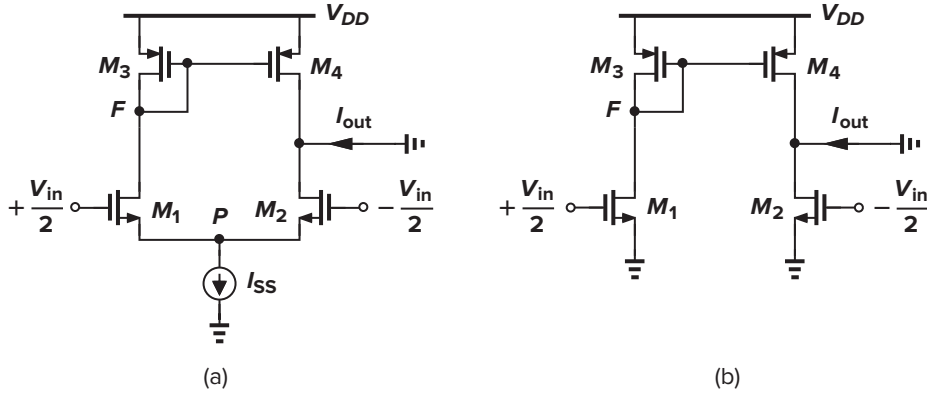 V_DD
M_3
M_4
F
I_out
+ V_in/2
M_1
P
M_2
− V_in/2
I_SS
(a)
V_DD
M_3
M_4
F
I_out
+ V_in/2
M_1
M_2
− V_in/2
(b)